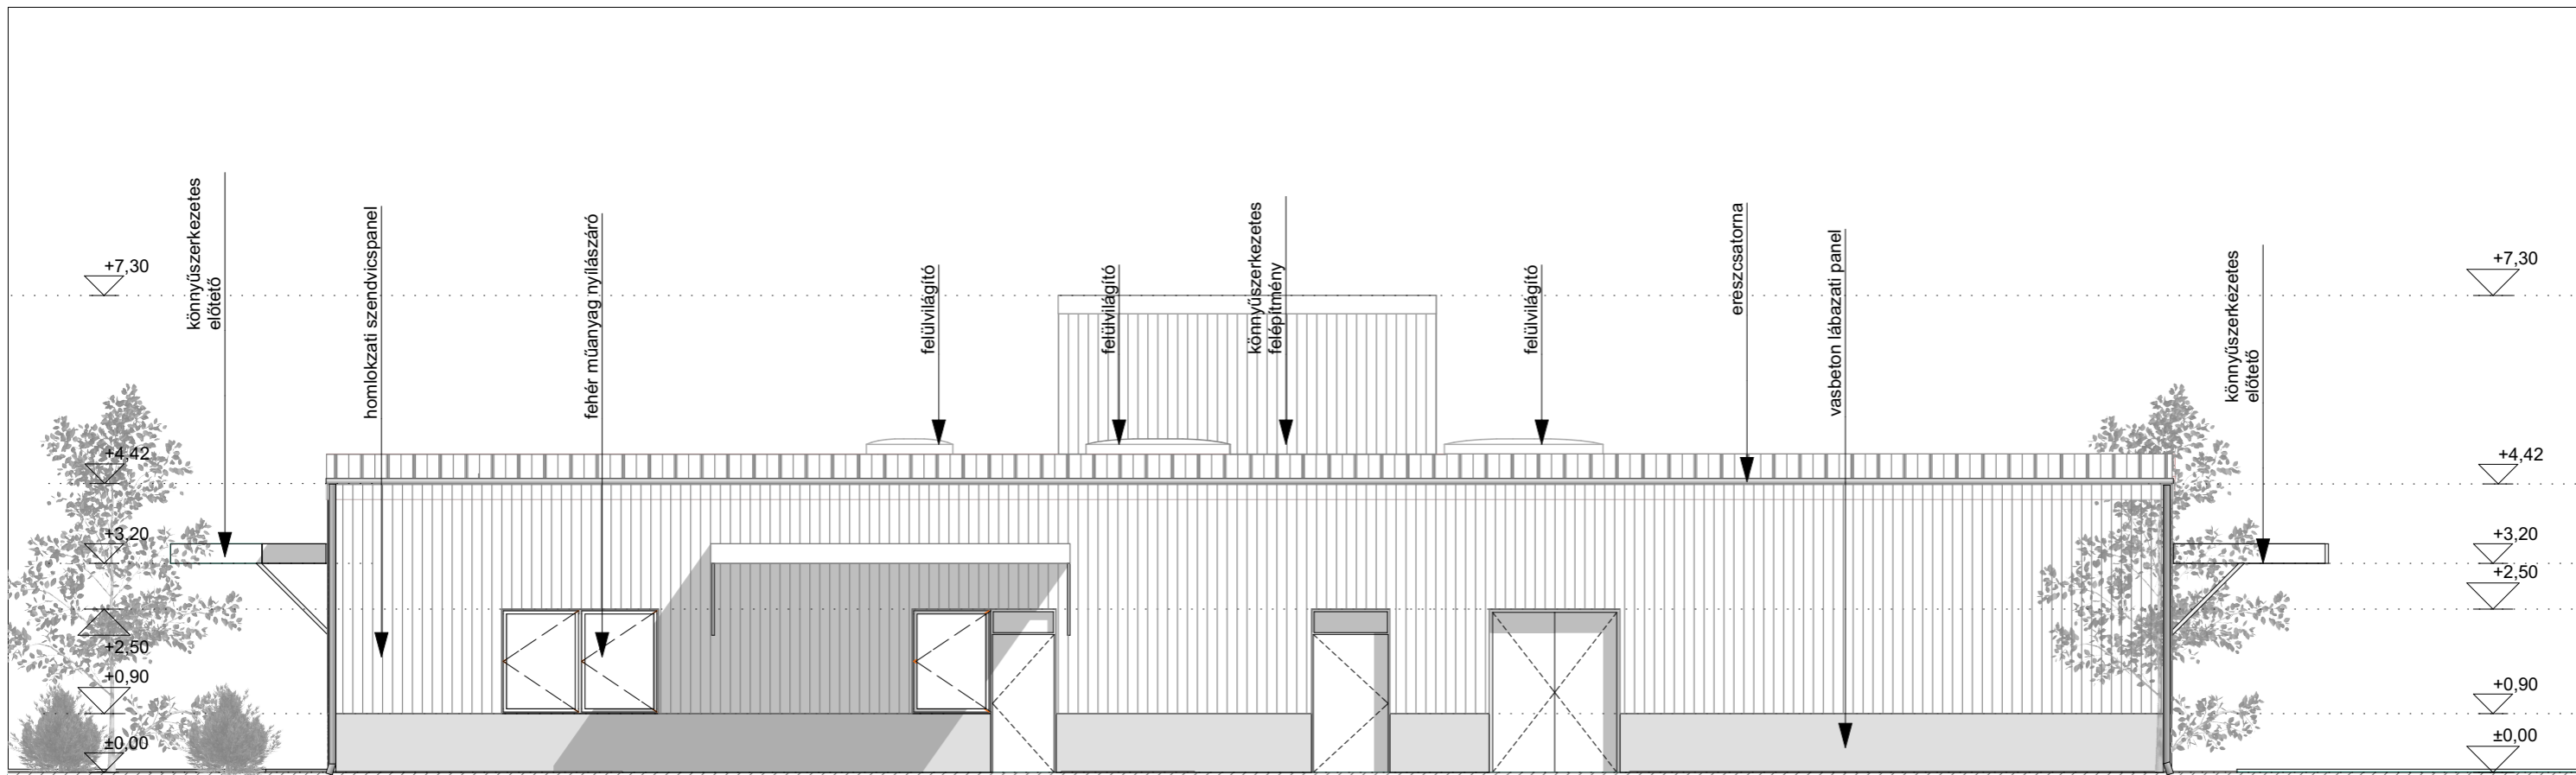 könnyűszerkezetes
előtető
homlokzati szendvicspanel
fehér műanyag nyílászáró
felülvilágító
felülvilágító
könnyűszerkezetes
felépítmény
felülvilágító
ereszcsatorna
vasbeton lábazati panel
könnyűszerkezetes
előtető
+7,30
+4,42
+3,20
+2,50
+0,90
±0,00
+7,30
+4,42
+3,20
+2,50
+0,90
±0,00